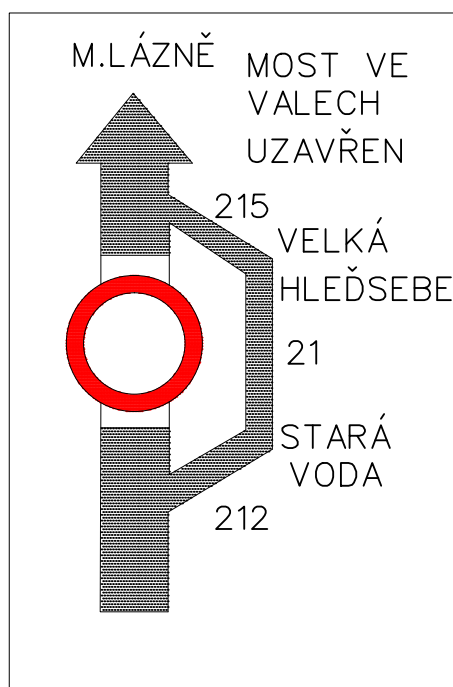 M.LÁZNĚ
MOST VE
VALECH
UZAVŘEN
215
VELKÁ
HLEĎSEBE
21
STARÁ
VODA
212